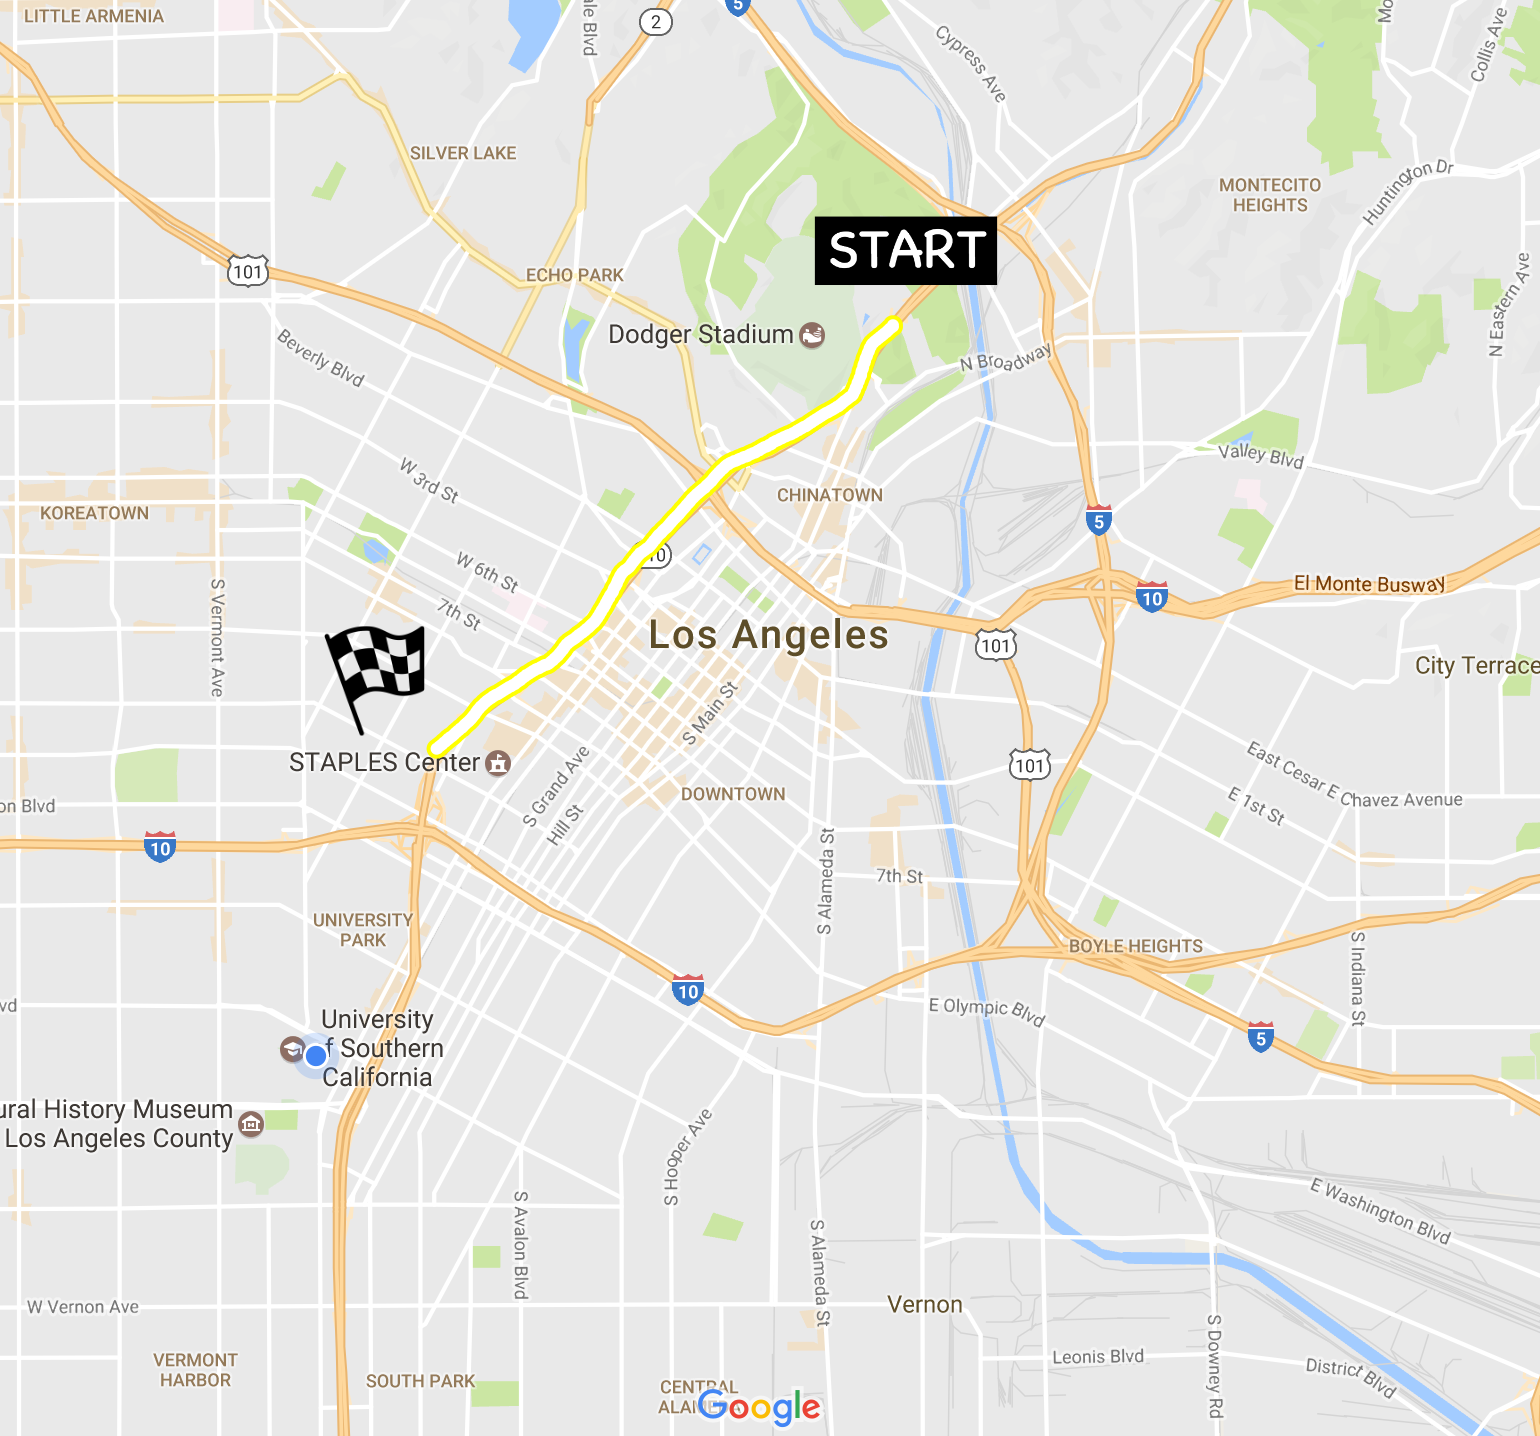 LITTLE ARMENIA
2
5
Cypress Ave
Collis Ave
SILVER LAKE
MONTECITO
HEIGHTS
Huntington Dr
START
101
ECHO PARK
N Eastern Ave
Dodger Stadium
Beverly Blvd
N Broadway
Valley Blvd
W 3rd St
CHINATOWN
KOREATOWN
5
W 6th St
10
El Monte Busway
10
7th St
S Vermont Ave
Los Angeles
101
City Terrace
S Main St
STAPLES Center
101
East Cesar E Chavez Avenue
S Grand Ave
Hill St
DOWNTOWN
on Blvd
E 1st St
10
S Alameda St
7th St
UNIVERSITY
PARK
BOYLE HEIGHTS
S Indiana St
10
vd
E Olympic Blvd
University
of Southern
California
5
ural History Museum
Los Angeles County
S Hooper Ave
E Washington Blvd
S Avalon Blvd
S Alameda St
W Vernon Ave
Vernon
S Downey Rd
VERMONT
HARBOR
SOUTH PARK
Leonis Blvd
District Blvd
CENTRAL
Google